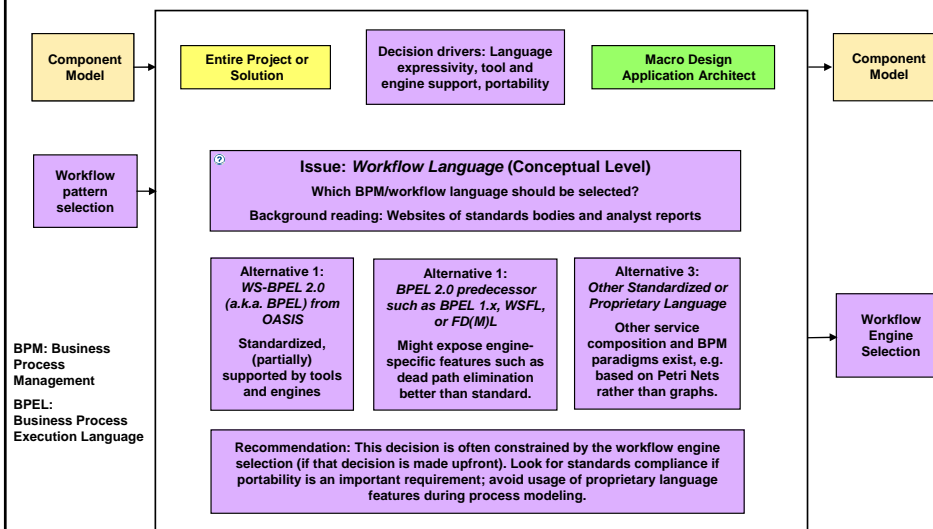 Component
Model
Entire Project or
Solution
Decision drivers: Language
expressivity, tool and
engine support, portability
Macro Design
Application Architect
Component
Model
Workflow
pattern
selection
?
Issue: Workflow Language (Conceptual Level)
Which BPM/workflow language should be selected?
Background reading: Websites of standards bodies and analyst reports
Alternative 1:
WS-BPEL 2.0
(a.k.a. BPEL) from
OASIS
Standardized,
(partially)
supported by tools
and engines
Alternative 1:
BPEL 2.0 predecessor
such as BPEL 1.x, WSFL,
or FD(M)L
Might expose engine-
specific features such as
dead path elimination
better than standard.
Alternative 3:
Other Standardized or
Proprietary Language
Other service
composition and BPM
paradigms exist, e.g.
based on Petri Nets
rather than graphs.
Workflow
Engine
Selection
BPM: Business
Process
Management
BPEL:
Business Process
Execution Language
Recommendation: This decision is often constrained by the workflow engine
selection (if that decision is made upfront). Look for standards compliance if
portability is an important requirement; avoid usage of proprietary language
features during process modeling.